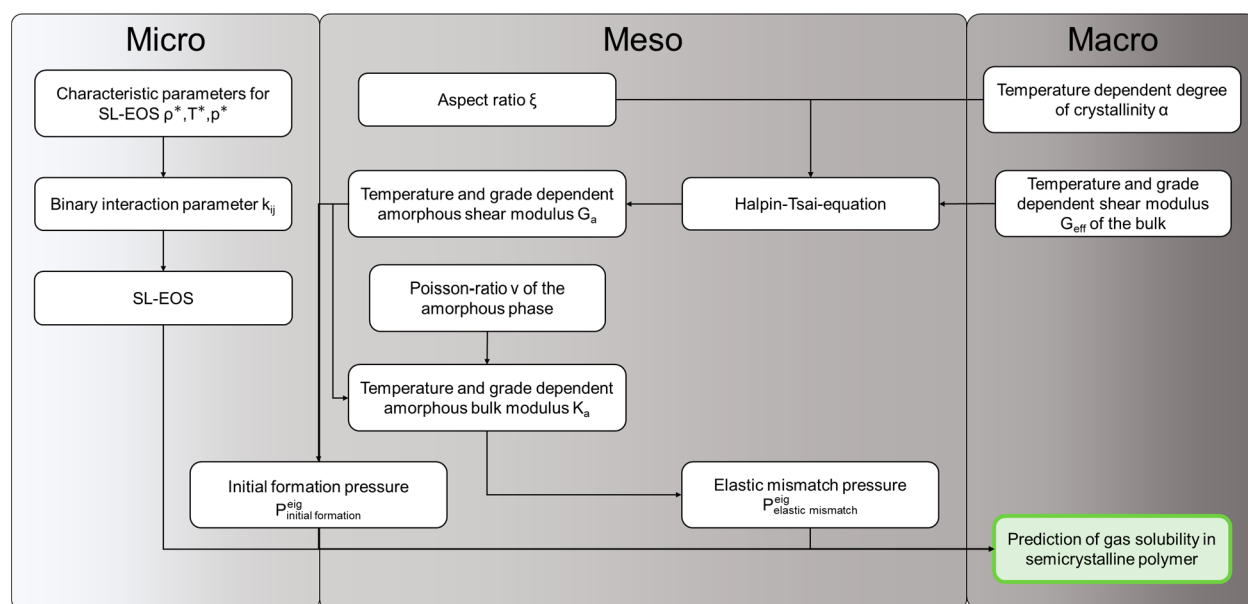 Micro
Meso
Macro
Characteristic parameters for
SL-EOS ρ*,T*,p*
Aspect ratio ξ
Temperature dependent degree
of crystallinity α
Binary interaction parameter kij
Temperature and grade dependent
amorphous shear modulus Ga
Halpin-Tsai-equation
Temperature and grade
dependent shear modulus
Geff of the bulk
SL-EOS
Poisson-ratio ν of the
amorphous phase
Temperature and grade dependent
amorphous bulk modulus Ka
Initial formation pressure
P eig initial formation
Elastic mismatch pressure
P eig elastic mismatch
Prediction of gas solubility in
semicrystalline polymer